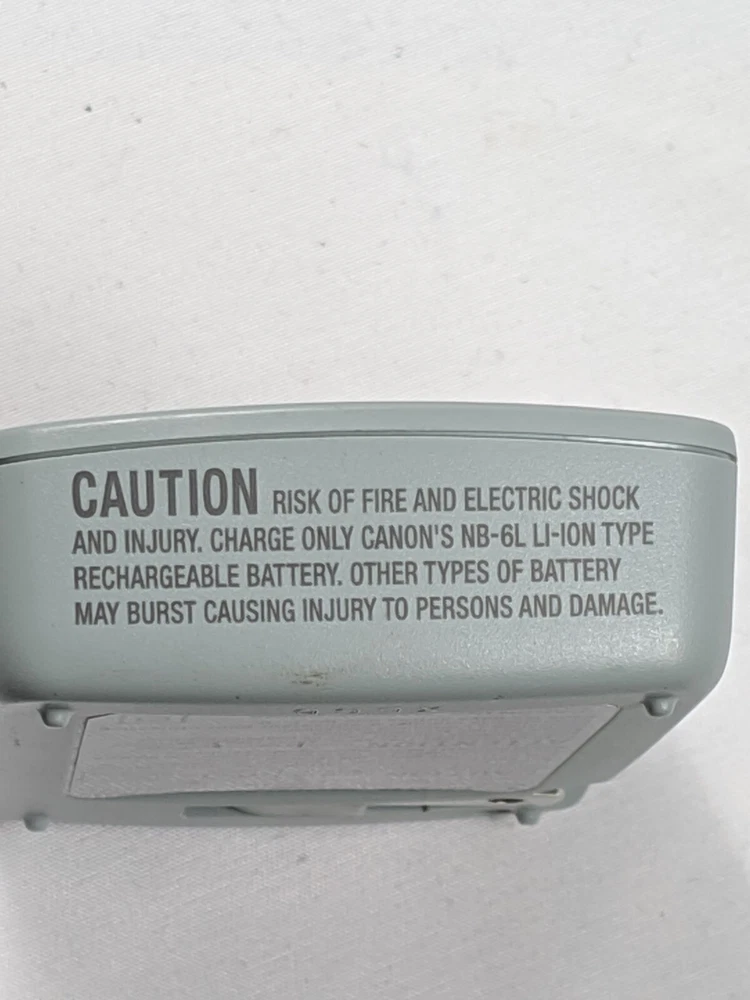 CAUTION RISK OF FIRE AND ELECTRIC SHOCK
AND INJURY. CHARGE ONLY CANON'S NB-6L LI-ION TYPE
RECHARGEABLE BATTERY. OTHER TYPES OF BATTERY
MAY BURST CAUSING INJURY TO PERSONS AND DAMAGE.